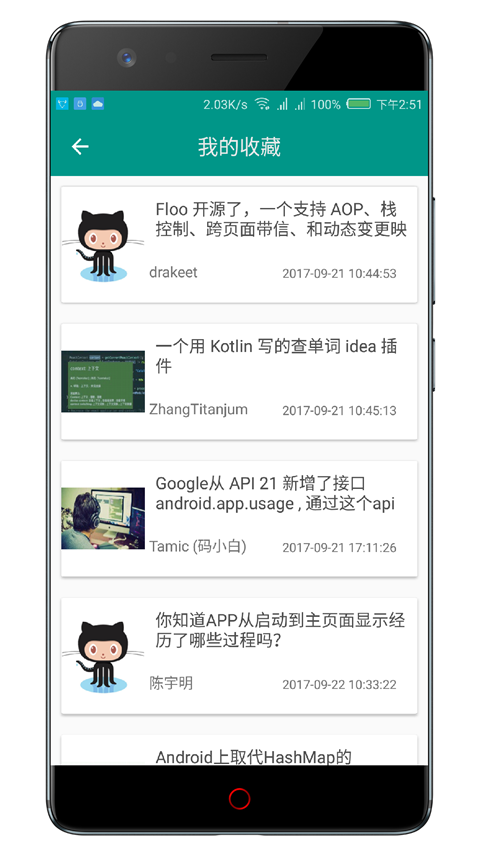 2.03K/s 100% 下午2:51
我的收藏
Floo 开源了，一个支持 AOP、栈
控制、跨页面带信、和动态变更映
drakeet 2017-09-21 10:44:53
一个用 Kotlin 写的查单词 idea 插
件
ZhangTitanjum 2017-09-21 10:45:13
Google从 API 21 新增了接口
android.app.usage , 通过这个api
Tamic (码小白) 2017-09-21 17:11:26
你知道APP从启动到主页面显示经
历了哪些过程吗?
陈宇明 2017-09-22 10:33:22
Android上取代HashMap的